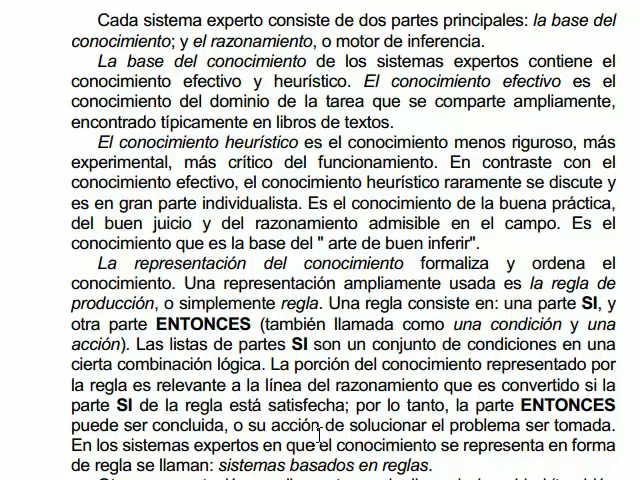 Cada sistema experto consiste de dos partes principales: la base del
conocimiento; y el razonamiento, o motor de inferencia.
La base del conocimiento de los sistemas expertos contiene el
conocimiento efectivo y heurístico. El conocimiento efectivo es el
conocimiento del dominio de la tarea que se comparte ampliamente,
encontrado típicamente en libros de textos.
El conocimiento heurístico es el conocimiento menos riguroso, más
experimental, más crítico del funcionamiento. En contraste con el
conocimiento efectivo, el conocimiento heurístico raramente se discute y
es en gran parte individualista. Es el conocimiento de la buena práctica,
del buen juicio y del razonamiento admisible en el campo. Es el
conocimiento que es la base del " arte de buen inferir".
La representación del conocimiento formaliza y ordena el
conocimiento. Una representación ampliamente usada es la regla de
producción, o simplemente regla. Una regla consiste en: una parte SI, y
otra parte ENTONCES (también llamada como una condición y una
acción). Las listas de partes SI son un conjunto de condiciones en una
cierta combinación lógica. La porción del conocimiento representado por
la regla es relevante a la línea del razonamiento que es convertido si la
parte SI de la regla está satisfecha; por lo tanto, la parte ENTONCES
puede ser concluida, o su acción de solucionar el problema ser tomada.
En los sistemas expertos en que el conocimiento se representa en forma
de regla se llaman: sistemas basados en reglas.